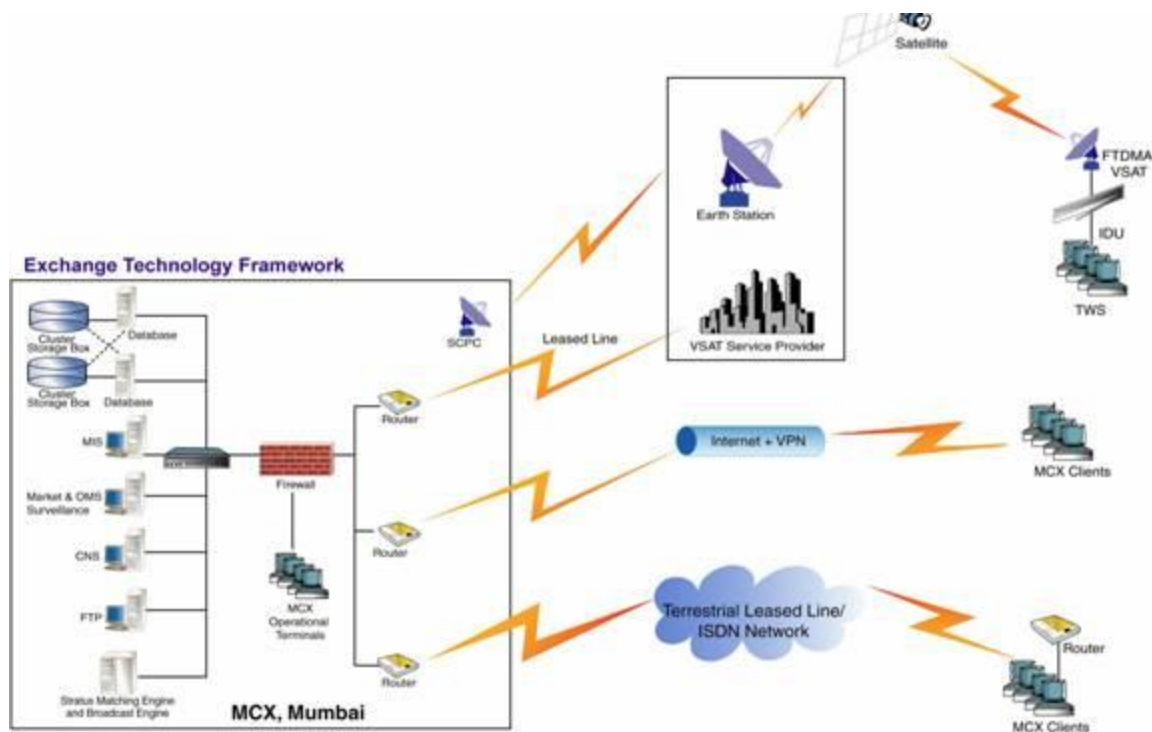 Satellite
FTDMA
VSAT
Earth Station
IDU
TWS
Exchange Technology Framework
SCPC
Leased Line
VSAT Service Provider
Cluster
Storage Box
Database
Cluster
Storage Box
Database
Router
MIS
Firewall
Internet + VPN
MCX Clients
Market & OMS
Surveillance
CNS
Router
FTP
MCX
Operational
Terminals
Terrestrial Leased Line/
ISDN Network
Router
Router
Stratus Matching Engine
and Broadcast Engine
MCX, Mumbai
MCX Clients